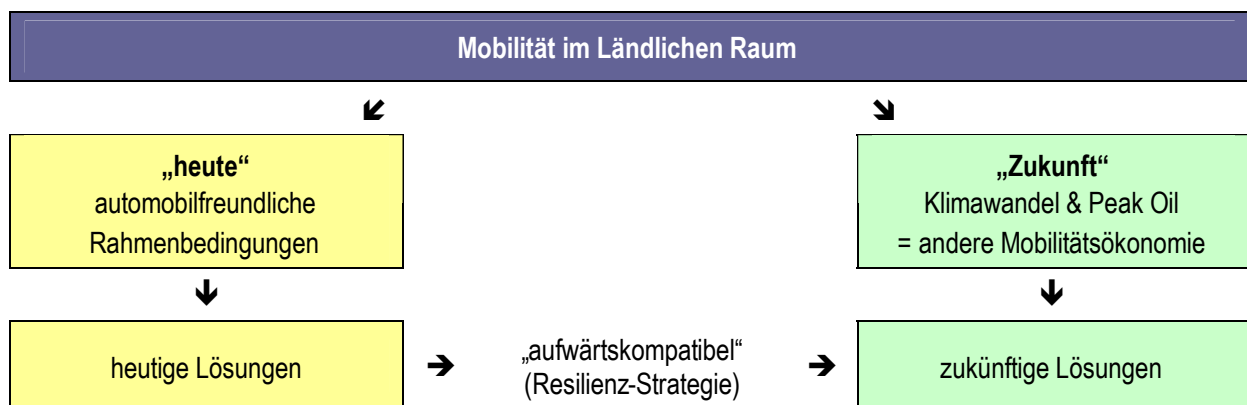 Mobilität im Ländlichen Raum
„heute“
automobilfreundliche
Rahmenbedingungen
„Zukunft“
Klimawandel & Peak Oil
= andere Mobilitätsökonomie
heutige Lösungen
„aufwärtskompatibel“
(Resilienz-Strategie)
zukünftige Lösungen